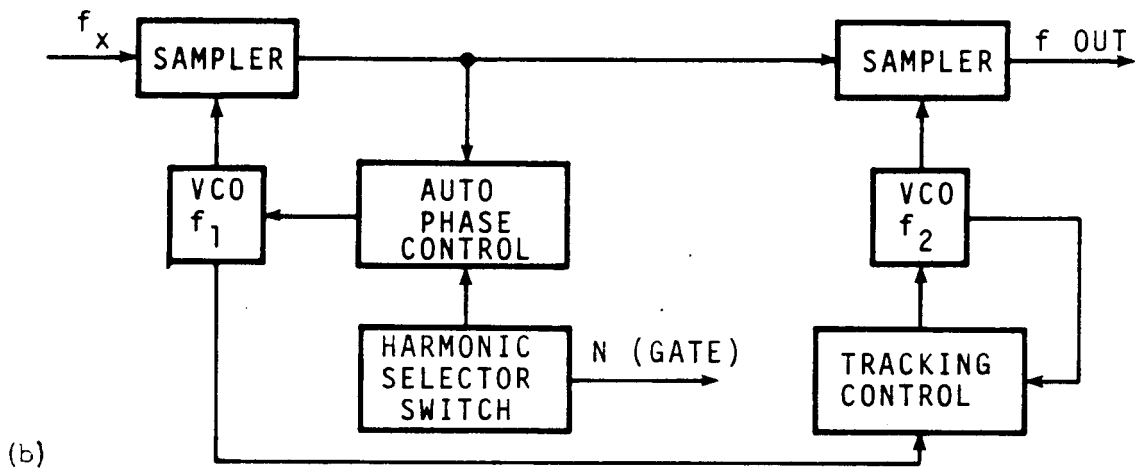 f x
SAMPLER
SAMPLER
f OUT
VCO
f 1
AUTO
PHASE
CONTROL
VCO
f 2
HARMONIC
SELECTOR
SWITCH
N (GATE)
TRACKING
CONTROL
(b)